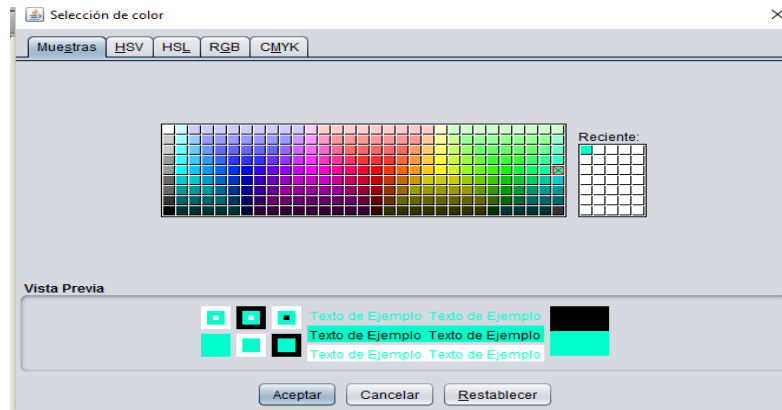 Selección de color
Muestras HSV HSL RGB CMYK
Reciente:
Vista Previa
Texto de Ejemplo Texto de Ejemplo
Texto de Ejemplo Texto de Ejemplo
Texto de Ejemplo Texto de Ejemplo
Aceptar Cancelar Restablecer